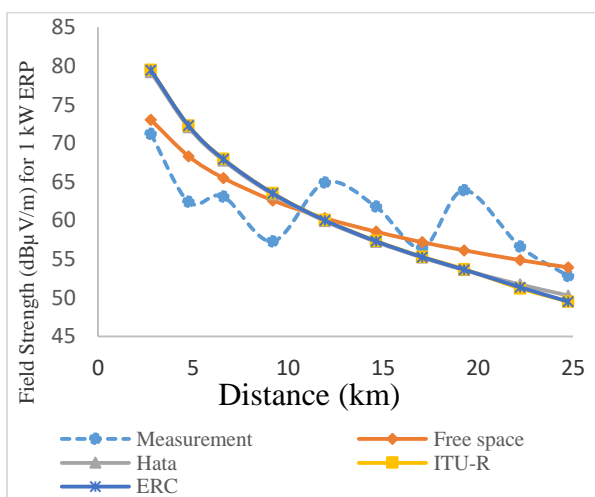 Field Strength (dBµ V/m) for 1 kW ERP
85
80
75
70
65
60
55
50
45
0 5 10 15 20 25
Distance (km)
Measurement Free space
Hata ITU-R
ERC